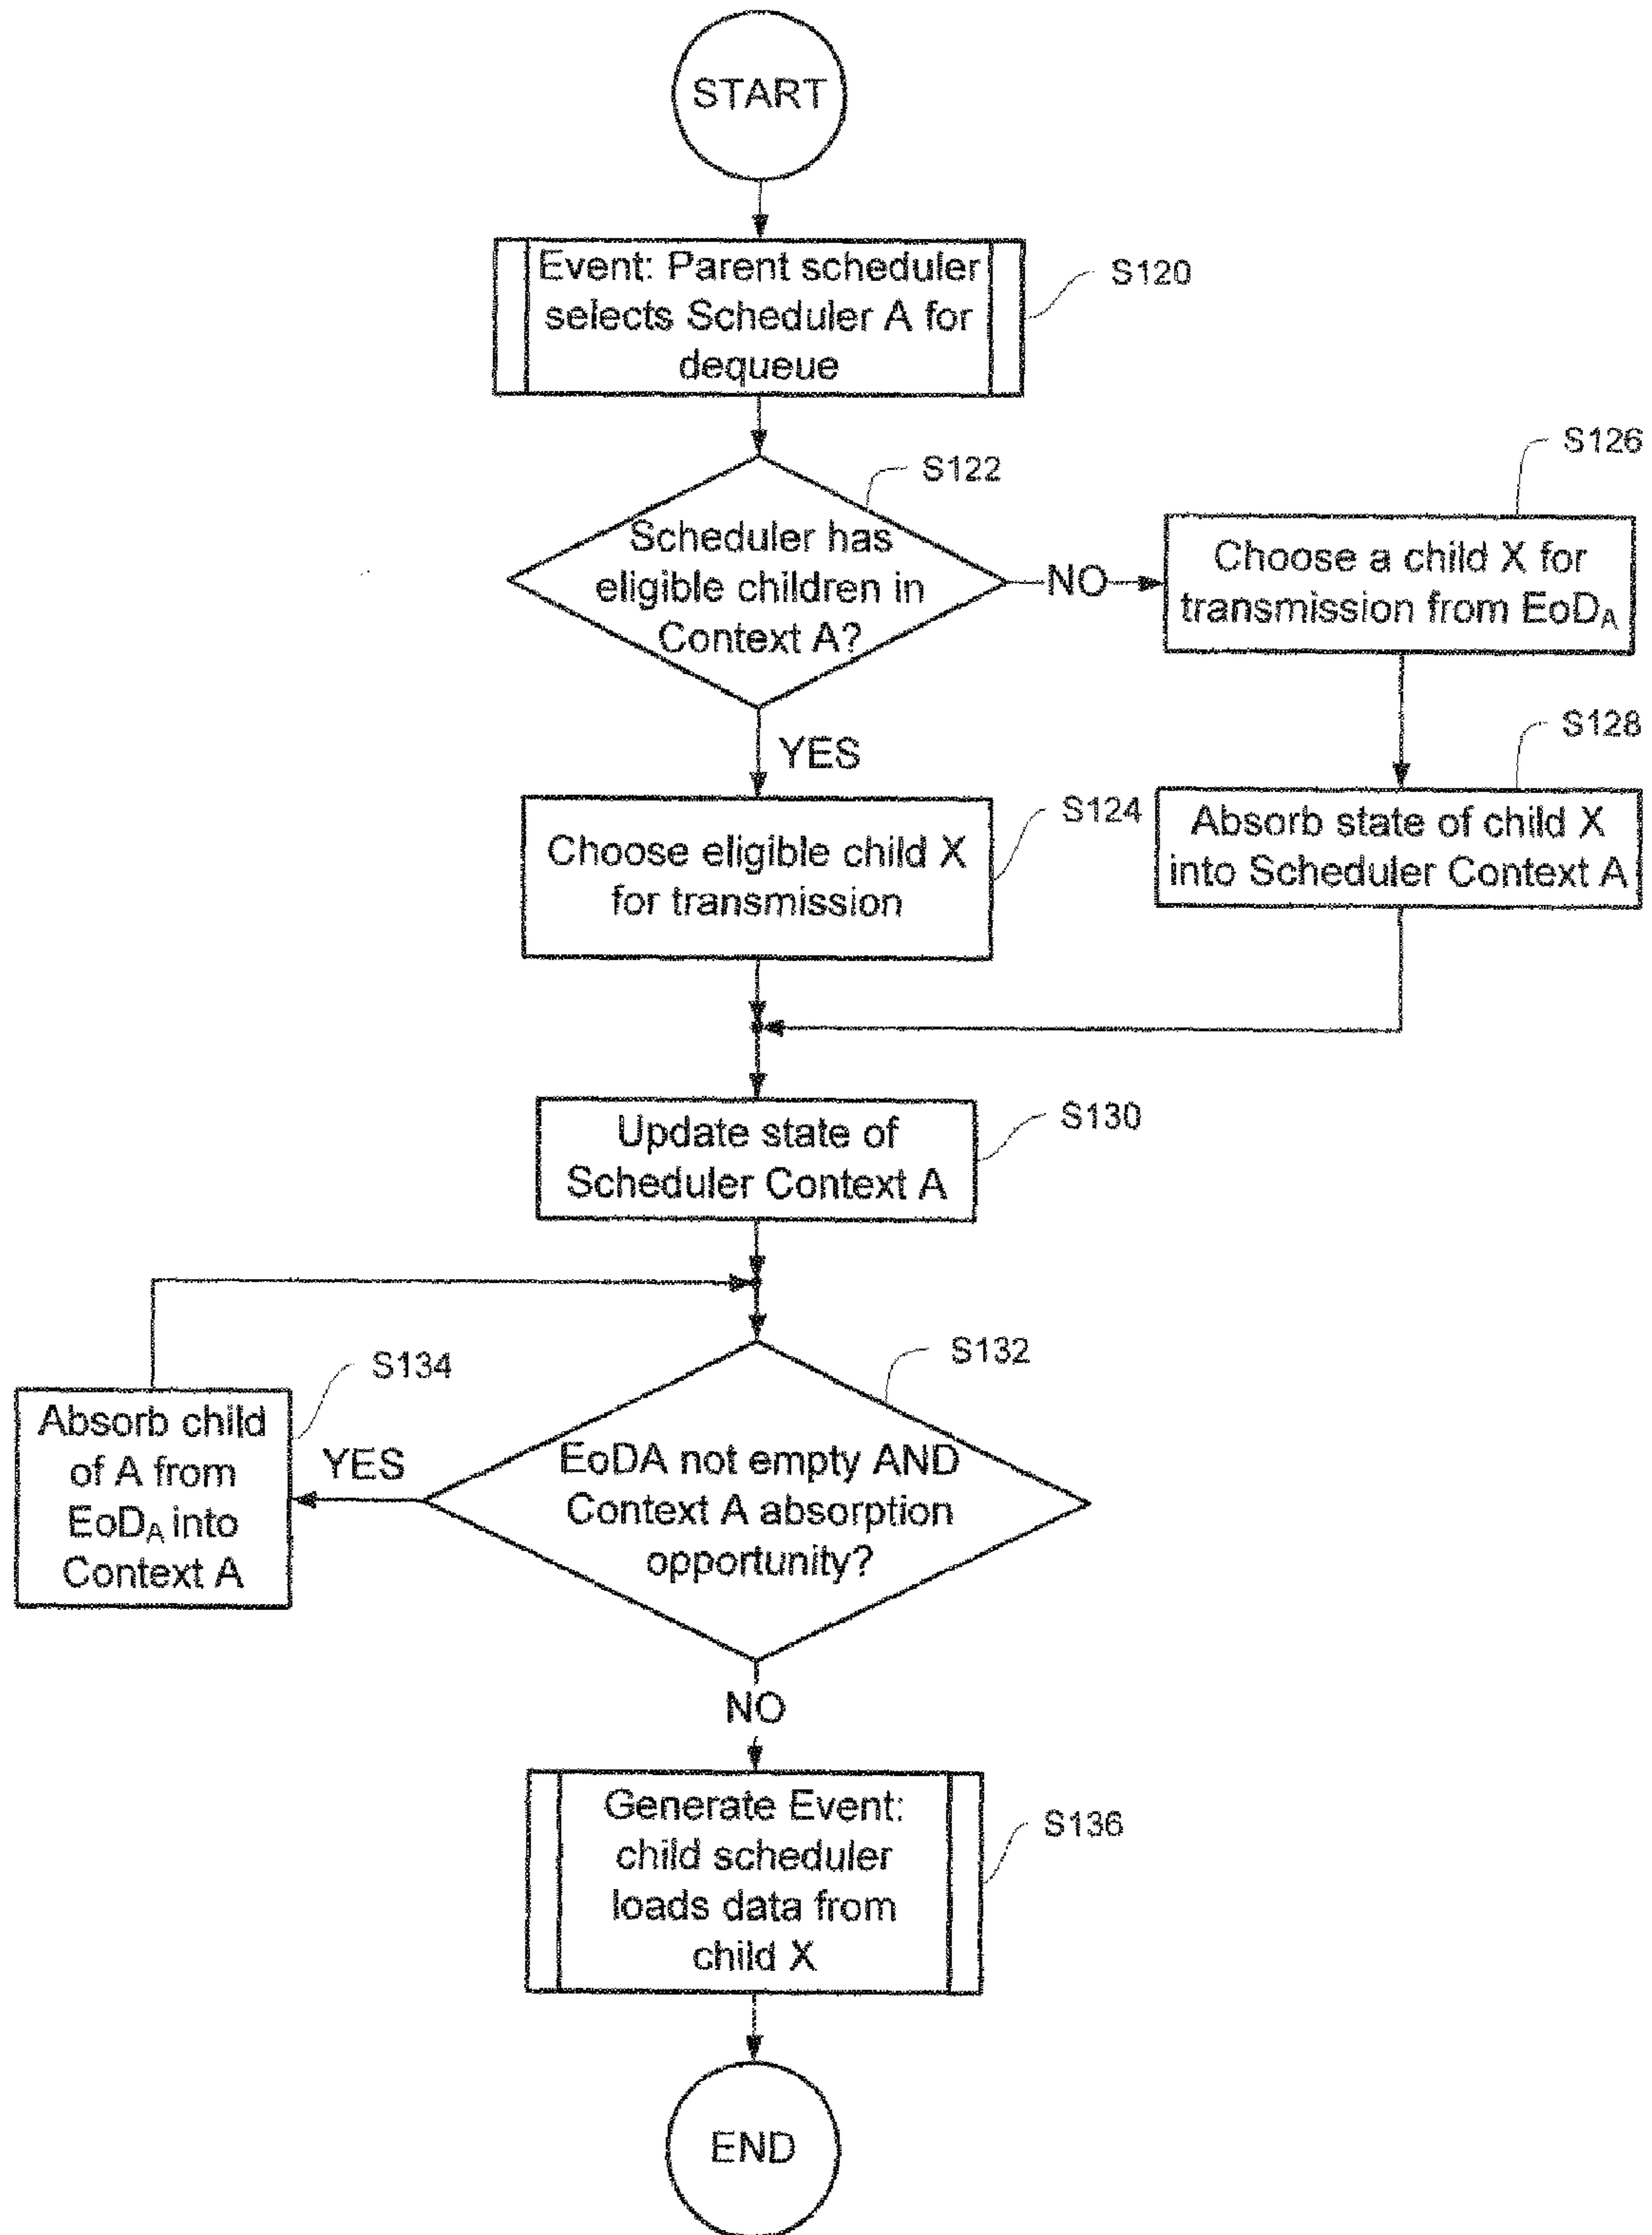 START
Event: Parent scheduler
selects Scheduler A for
dequeue
S120
S122
Scheduler has
eligible children in
Context A?
NO
S126
Choose a child X for
transmission from EoDA
YES
S128
Absorb state of child X
into Scheduler Context A
S124
Choose eligible child X
for transmission
S130
Update state of
Scheduler Context A
S132
EoDA not empty AND
Context A absorption
opportunity?
YES
S134
Absorb child
of A from
EoDA into
Context A
NO
Generate Event:
child scheduler
loads data from
child X
S136
END